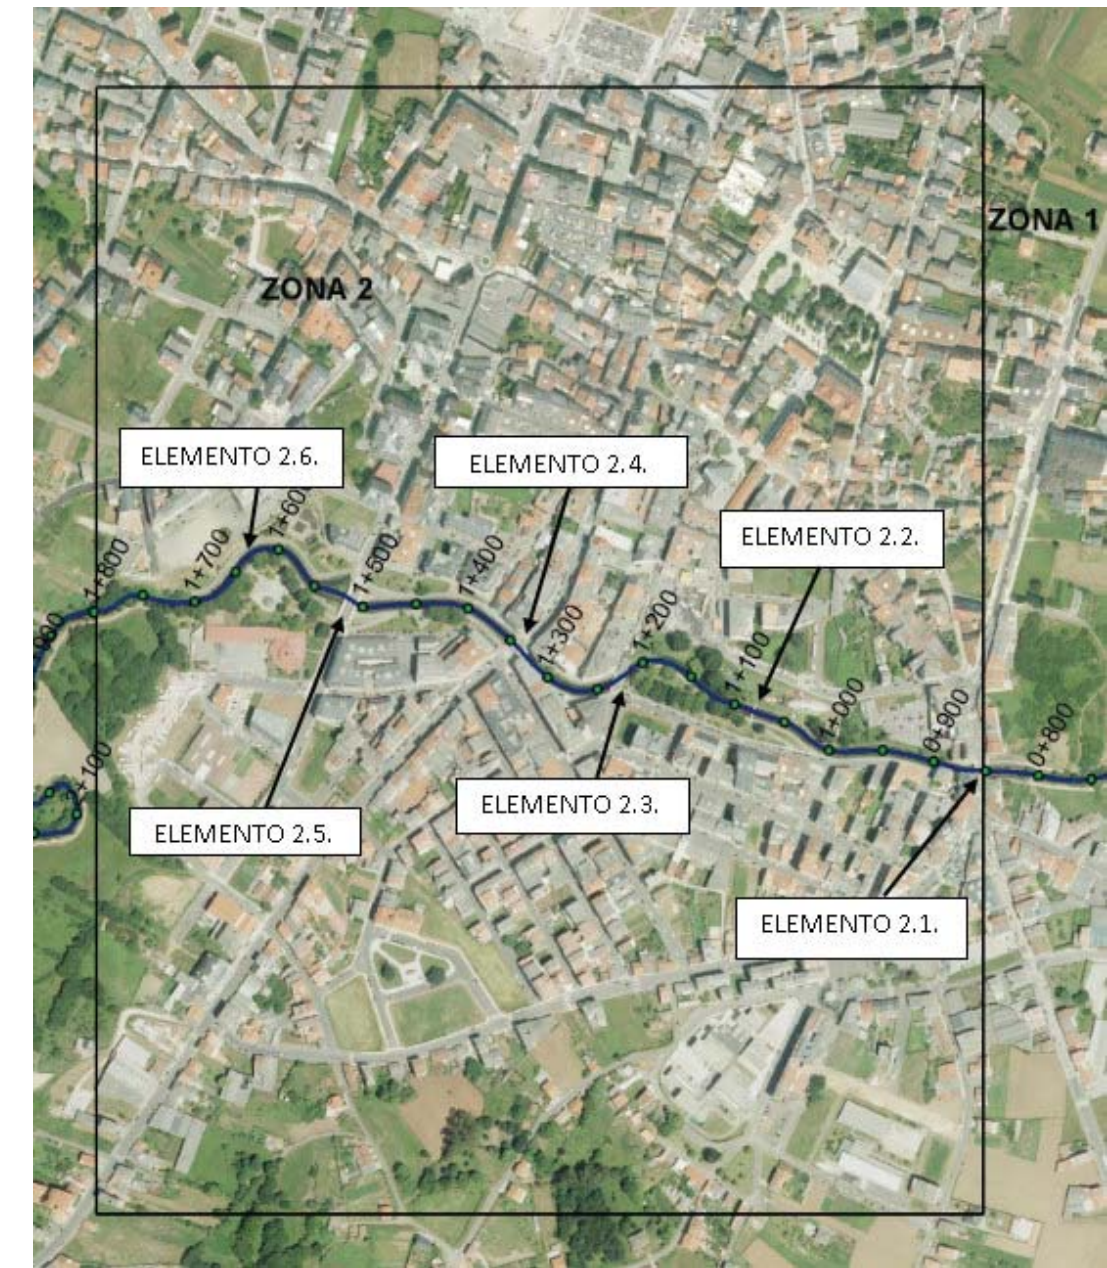 ZONA 1
ZONA 2
ELEMENTO 2.6.
ELEMENTO 2.4.
ELEMENTO 2.2.
1+600
1+800
1+700
1+500
1+400
1+300
1+200
1+100
1+000
0+900
0+800
ELEMENTO 2.3.
ELEMENTO 2.5.
ELEMENTO 2.1.